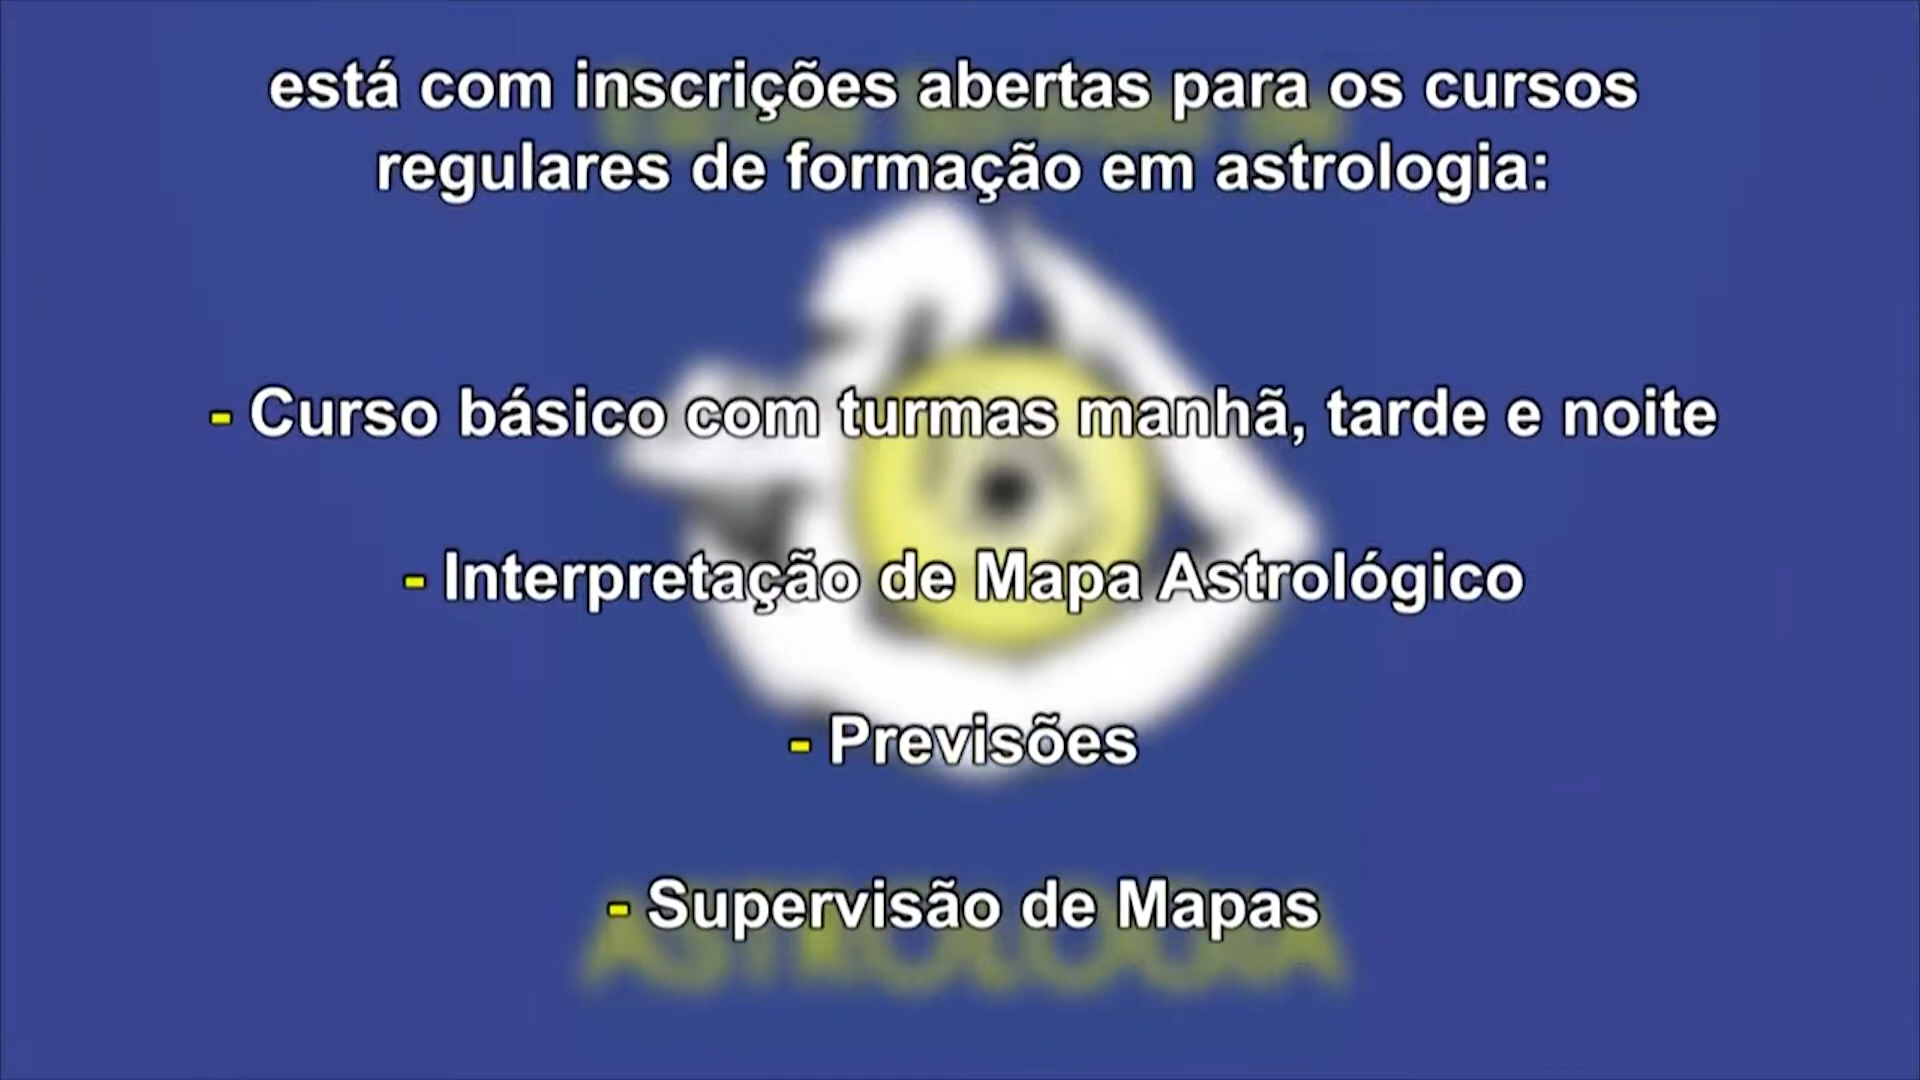 está com inscrições abertas para os cursos
regulares de formação em astrologia:
- Curso básico com turmas manhã, tarde e noite
- Interpretação de Mapa Astrológico
- Previsões
- Supervisão de Mapas
ASTROLOGIA